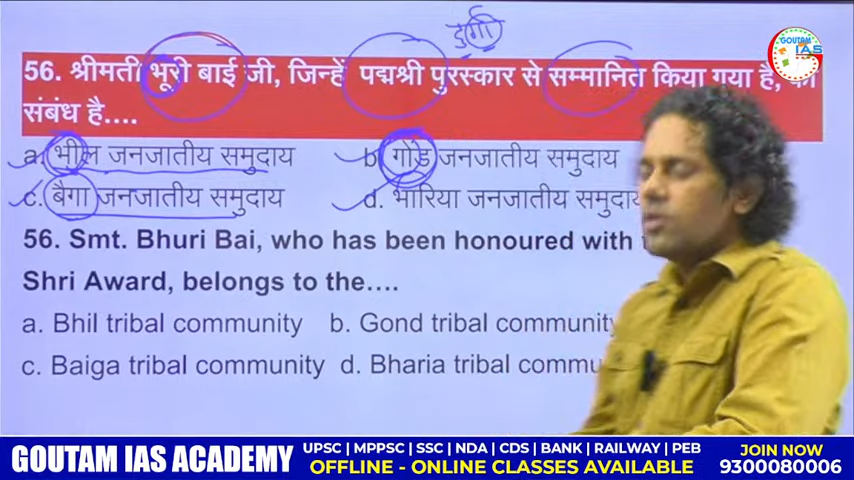 दुर्गा
GOUTAM
IAS
56. श्रीमती भूरी बाई जी, जिन्हें पद्मश्री पुरस्कार से सम्मानित किया गया है, का
संबंध है....
a. भील जनजातीय समुदाय b. गोंड जनजातीय समुदाय
c. बैगा जनजातीय समुदाय d. भारिया जनजातीय समुदाय
56. Smt. Bhuri Bai, who has been honoured with
Shri Award, belongs to the....
a. Bhil tribal community b. Gond tribal community
c. Baiga tribal community d. Bharia tribal commu
GOUTAM IAS ACADEMY
UPSC | MPPSC | SSC | NDA | CDS | BANK | RAILWAY | PEB
OFFLINE - ONLINE CLASSES AVAILABLE
JOIN NOW
9300080006